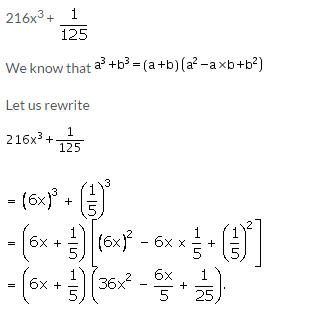 216x³ + 1/125
We know that a³ +b³ = (a+b)(a² –a×b+b²)
Let us rewrite
216x³ + 1/125
= (6x)³ + (1/5)³
= (6x + 1/5)[(6x)² – 6x × 1/5 + (1/5)²]
= (6x + 1/5)(36x² – 6x/5 + 1/25).